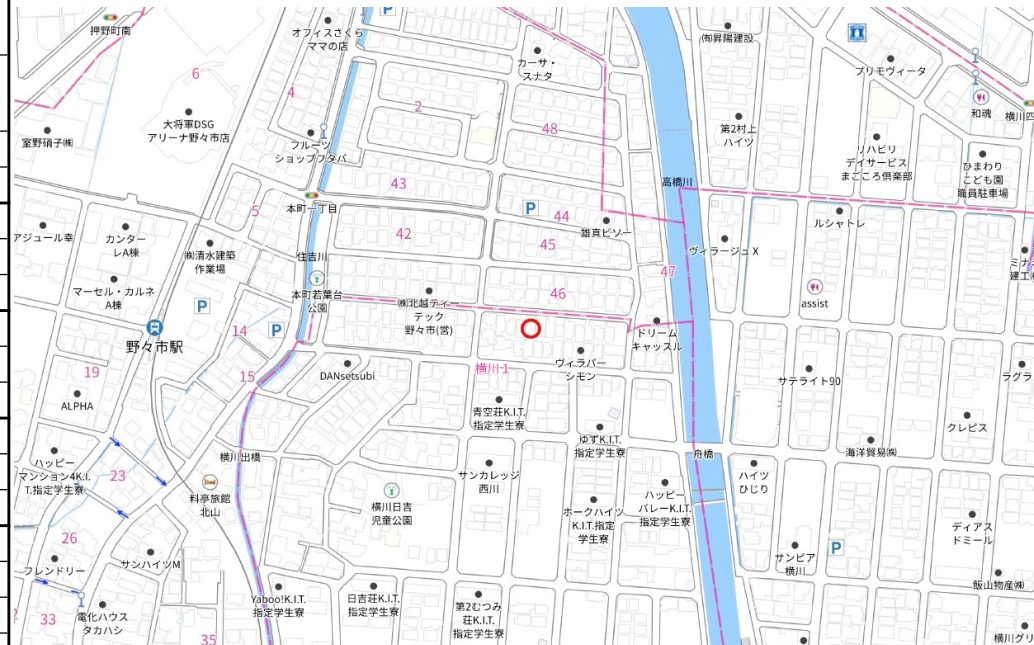 押野町南
オフィスさくら
ママの店
P
㈲昇陽建設
カーサ・
スナタ
プリモヴィータ
6
4
2
48
大将軍DSG
アリーナ野々市店
室野硝子㈱
フルーツ
ショップフタバ
第2村上
ハイツ
和魂
横川四
リハビリ
デイサービス
まごころ倶楽部
ひまわり
こども園
職員駐車場
43
高橋川
5
本町一丁目
P
44
ルシャトレ
アジュール幸
カンター
レA棟
㈱清水建築
作業場
42
45
雄真ビソー
ヴィラージュX
住吉川
47
マーセル・カルネ
A棟
本町若葉台
公園
㈱北越ティー
テック
野々市(営)
46
assist
P
14
P
野々市駅
ドリーム
キャッスル
19
15
DANsetsubi
横川1
ヴィラパー
シモン
サテライト90
ラグラ
ALPHA
青空荘K.I.T.
指定学生寮
クレビス
ゆずK.I.T.
指定学生寮
海洋貿易㈱
ハッピー
マンション4K.I.
T.指定学生寮
23
横川出橋
舟橋
サンカレッジ
西川
ハイツ
ひじり
料亭旅館
北山
横川日吉
児童公園
ハッピー
バレーK.I.T.
指定学生寮
ホークハイツ
K.I.T.指定
学生寮
ディアス
ドミール
26
サンハイツM
サンピア
横川
P
フレンドリー
飯山物産㈱
33
電化ハウス
タカハシ
Yaboo!K.I.T.
指定学生寮
日吉荘K.I.T.
指定学生寮
第2むつみ
荘K.I.T.
指定学生寮
35
横川グリ